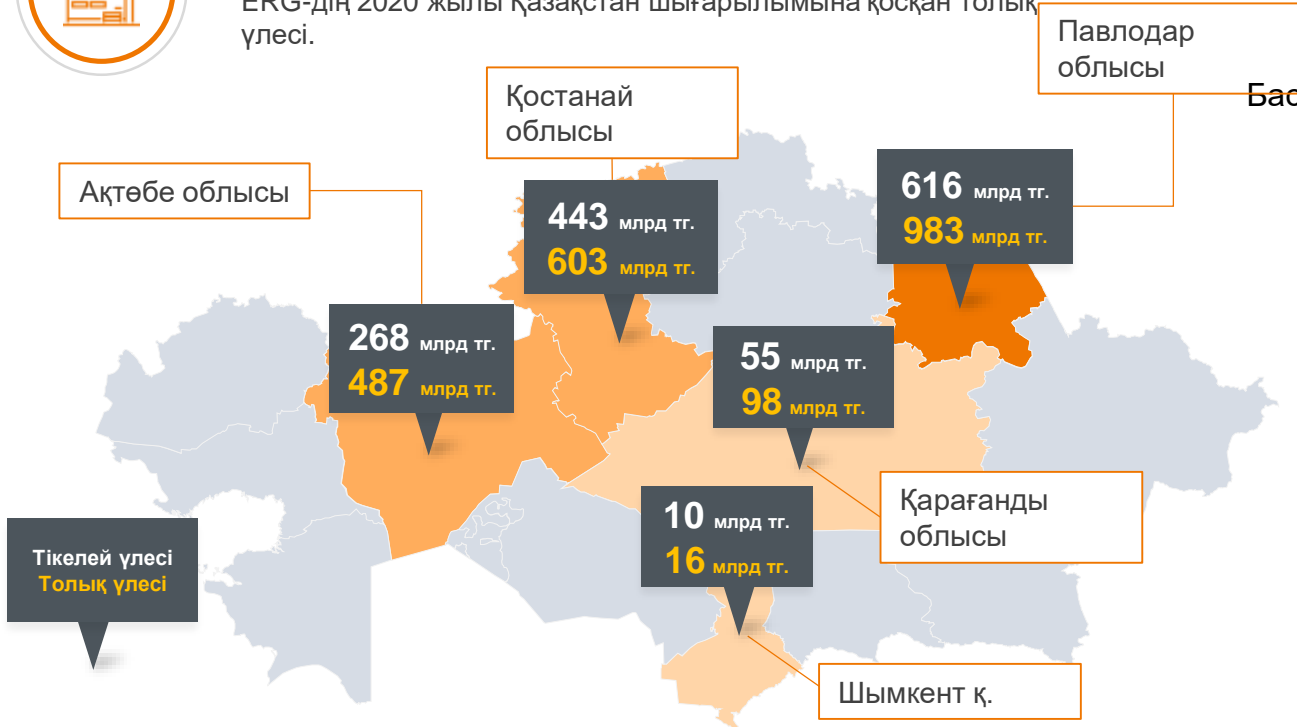 ERG-дің 2020 жылы Қазақстан шығарылымына қосқан толық
үлесі.
Павлодар
облысы
Бас
Қостанай
облысы
Ақтөбе облысы
616 млрд тг.
983 млрд тг.
443 млрд тг.
603 млрд тг.
268 млрд тг.
487 млрд тг.
55 млрд тг.
98 млрд тг.
Қарағанды
облысы
10 млрд тг.
16 млрд тг.
Тікелей үлесі
Толық үлесі
Шымкент қ.